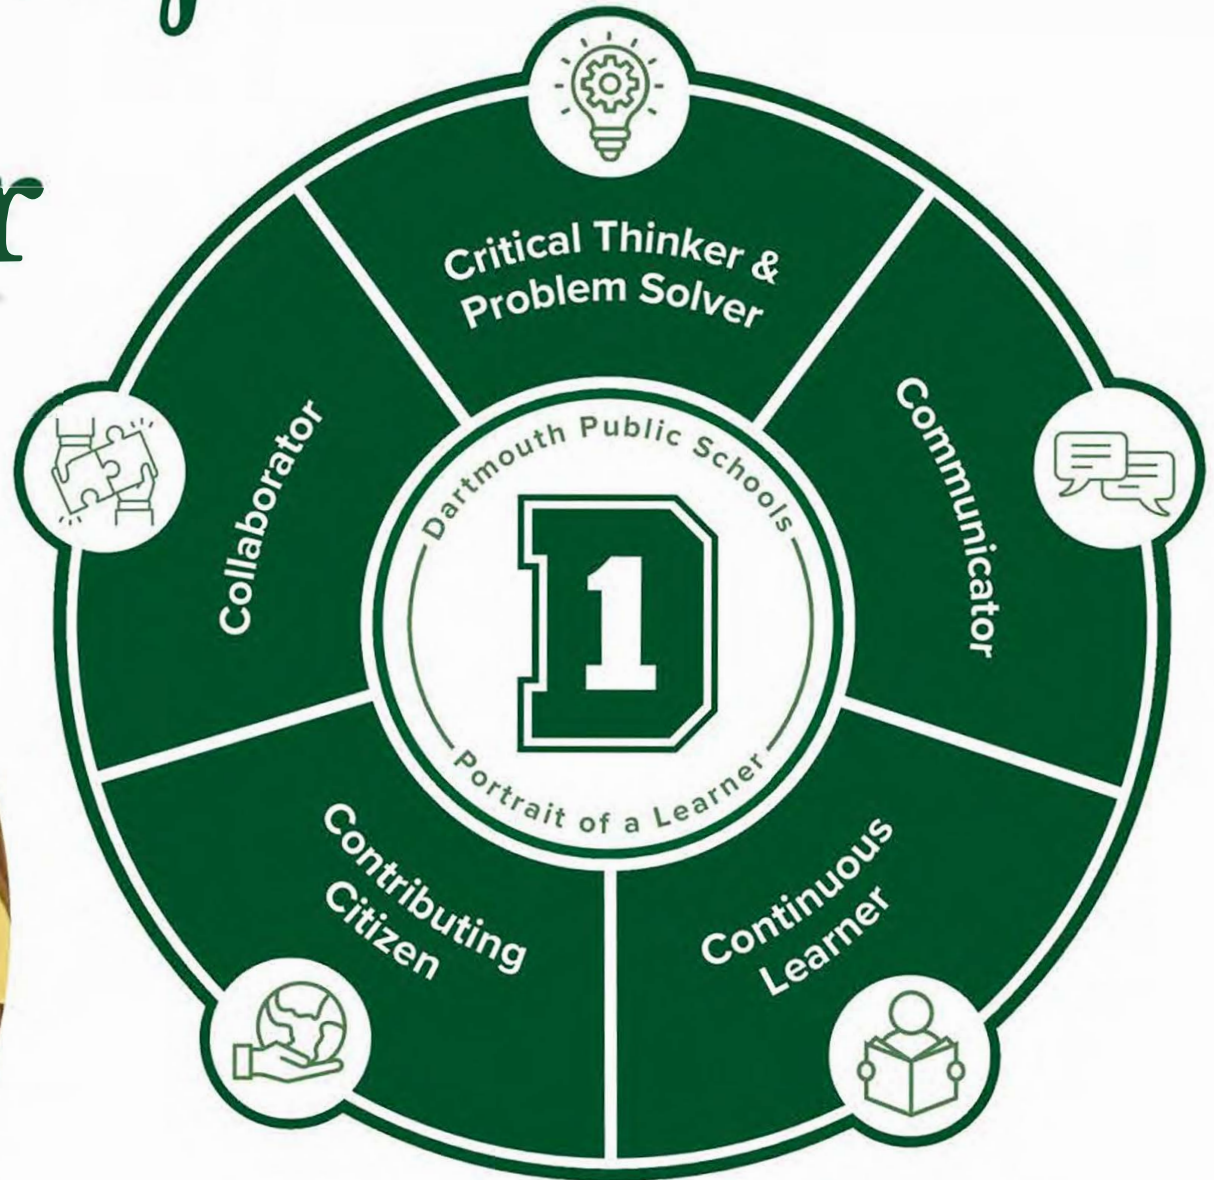 r
Critical Thinker &
Problem Solver
Communicator
Collaborator
Dartmouth Public Schools
D
1
Portrait of a Learner
Contributing
Citizen
Continuous
Learner